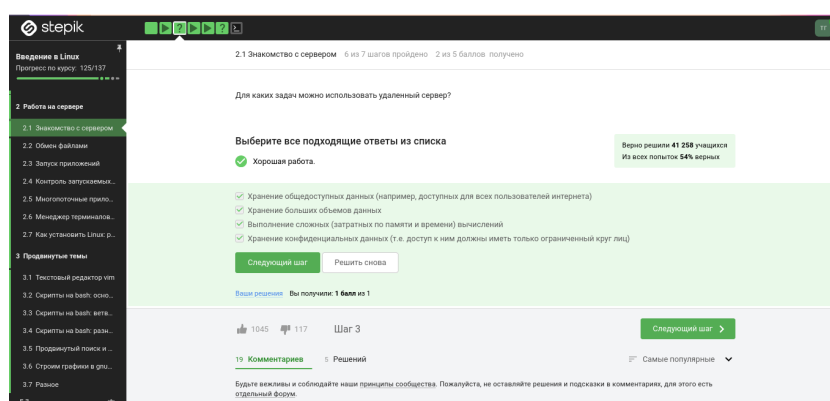 stepik
?
?
ТГ
Введение в Linux
Прогресс по курсу: 125/137
2.1 Знакомство с сервером 6 из 7 шагов пройдено 2 из 5 баллов получено
Для каких задач можно использовать удаленный сервер?
2 Работа на сервере
2.1 Знакомство с сервером
2.2 Обмен файлами
2.3 Запуск приложений
2.4 Контроль запускаемых...
2.5 Многопоточные прило...
2.6 Менеджер терминалов...
2.7 Как установить Linux: р...
3 Продвинутые темы
3.1 Текстовый редактор vim
3.2 Скрипты на bash: осно...
3.3 Скрипты на bash: ветв...
3.4 Скрипты на bash: разн...
3.5 Продвинутый поиск и ...
3.6 Строим графики в gnu...
3.7 Разное
Выберите все подходящие ответы из списка
Хорошая работа.
Верно решили 41 258 учащихся
Из всех попыток 54% верных
Хранение общедоступных данных (например, доступных для всех пользователей интернета)
Хранение больших объемов данных
Выполнение сложных (затратных по памяти и времени) вычислений
Хранение конфиденциальных данных (т.е. доступ к ним должны иметь только ограниченный круг лиц)
Следующий шаг Решить снова
Ваши решения Вы получили: 1 балл из 1
1045 117 Шаг 3 Следующий шаг
19 Комментариев 5 Решений Самые популярные
Будьте вежливы и соблюдайте наши принципы сообщества. Пожалуйста, не оставляйте решения и подсказки в комментариях, для этого есть
отдельный форум.